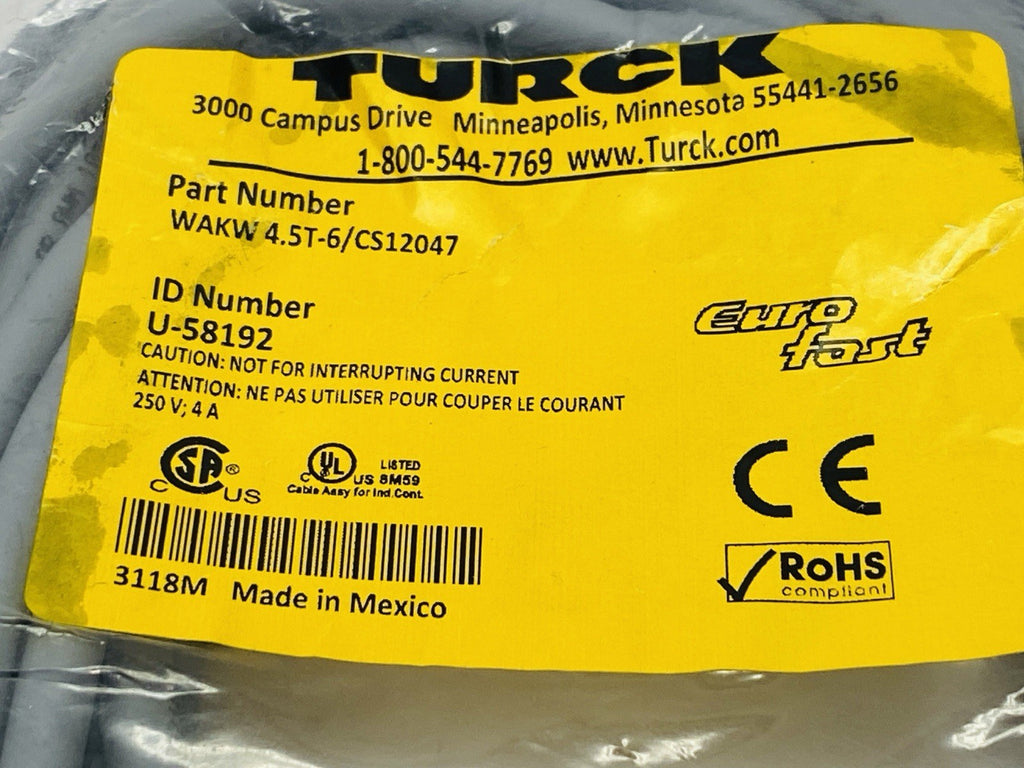 TURCK
3000 Campus Drive Minneapolis, Minnesota 55441-2656
1-800-544-7769 www.Turck.com
Part Number
WAKW 4.5T-6/CS12047
ID Number
U-58192
CAUTION: NOT FOR INTERRUPTING CURRENT
ATTENTION: NE PAS UTILISER POUR COUPER LE COURANT
250 V; 4 A
Euro
fast
C SA ® US
C UL US LISTED 8M59
Cable Assy for Ind.Cont.
CE
3118M Made in Mexico
RoHS
compliant